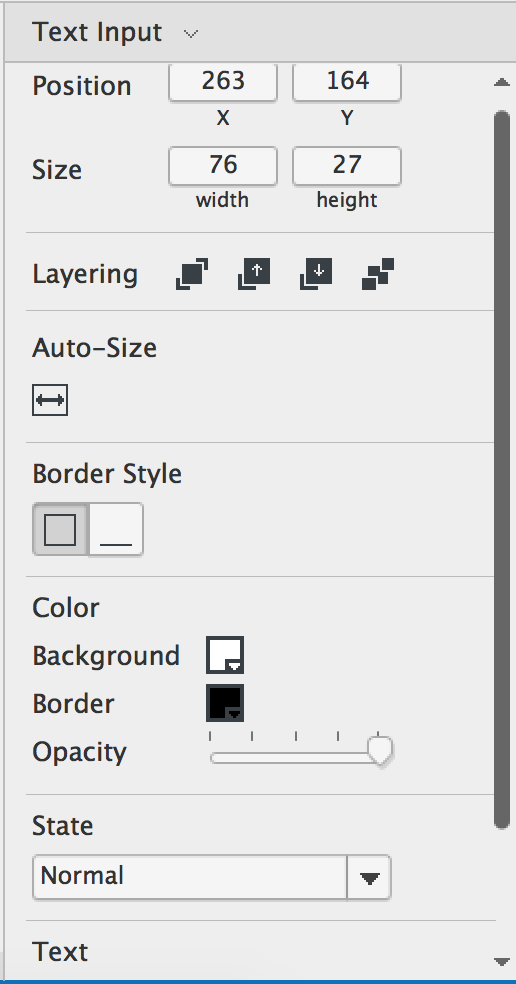 Text Input
Position 263 164
X Y
Size 76 27
width height
Layering
Auto-Size
Border Style
Color
Background
Border
Opacity
State
Normal
Text